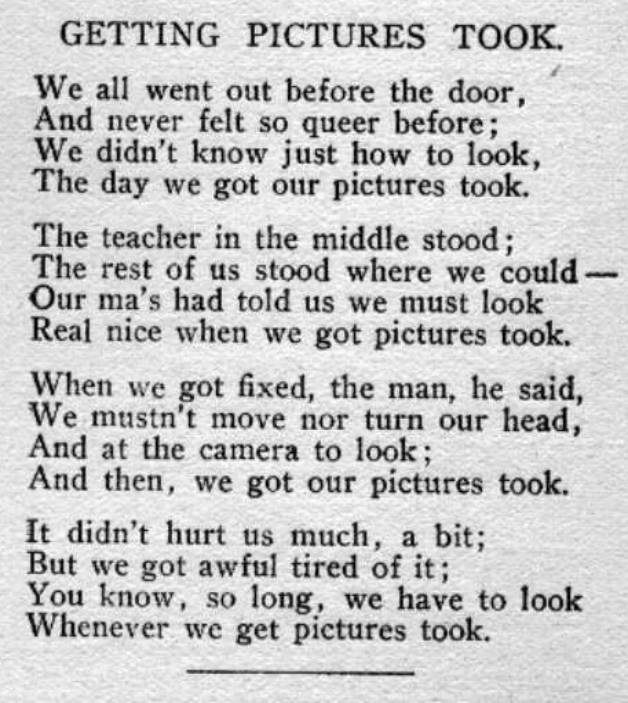 GETTING PICTURES TOOK.
We all went out before the door,
And never felt so queer before;
We didn't know just how to look,
The day we got our pictures took.
The teacher in the middle stood;
The rest of us stood where we could—
Our ma's had told us we must look
Real nice when we got pictures took.
When we got fixed, the man, he said,
We mustn't move nor turn our head,
And at the camera to look;
And then, we got our pictures took.
It didn't hurt us much, a bit;
But we got awful tired of it;
You know, so long, we have to look
Whenever we get pictures took.